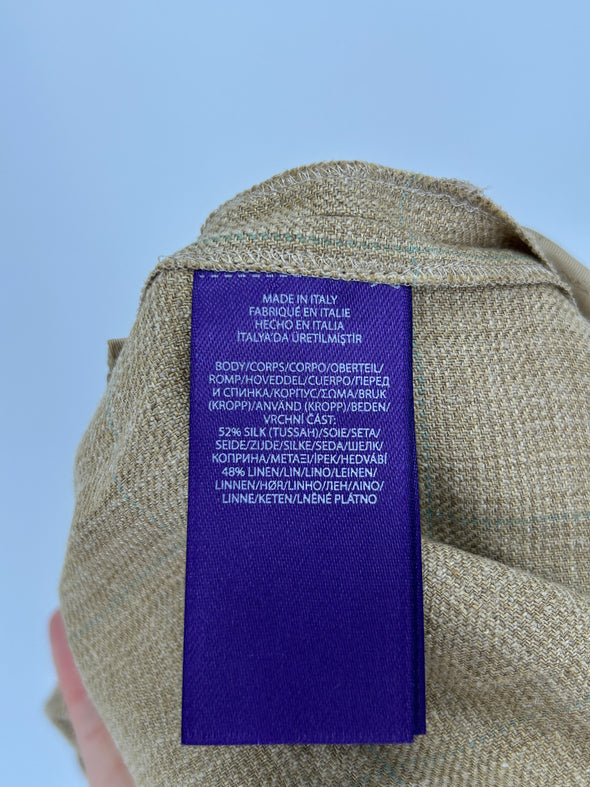 MADE IN ITALY
FABRIQUÉ EN ITALIE
HECHO EN ITALIA
İTALYA'DA ÜRETİLMİŞTİR
BODY/CORPS/CORPO/OBERTEIL/
ROMP/HOVEDDEL/CUERPO/ПЕРЕД
И СПИНКА/КОРПУС/ΣΩΜΑ/BRUK
(KROPP)/ANVÄND (KROPP)/BEDEN/
VRCHNÍ ČÁST:
52% SILK (TUSSAH)/SOIE/SETA/
SEIDE/ZIJDE/SILKE/SEDA/ШЕЛК/
КОПРИНА/ΜΕΤΑΞΙ/İPEK/HEDVÁBÍ
48% LINEN/LIN/LINO/LEINEN/
LINNEN/HØR/LINHO/ЛЕН/ΛΙΝΟ/
LINNE/KETEN/LNĚNÉ PLÁTNO